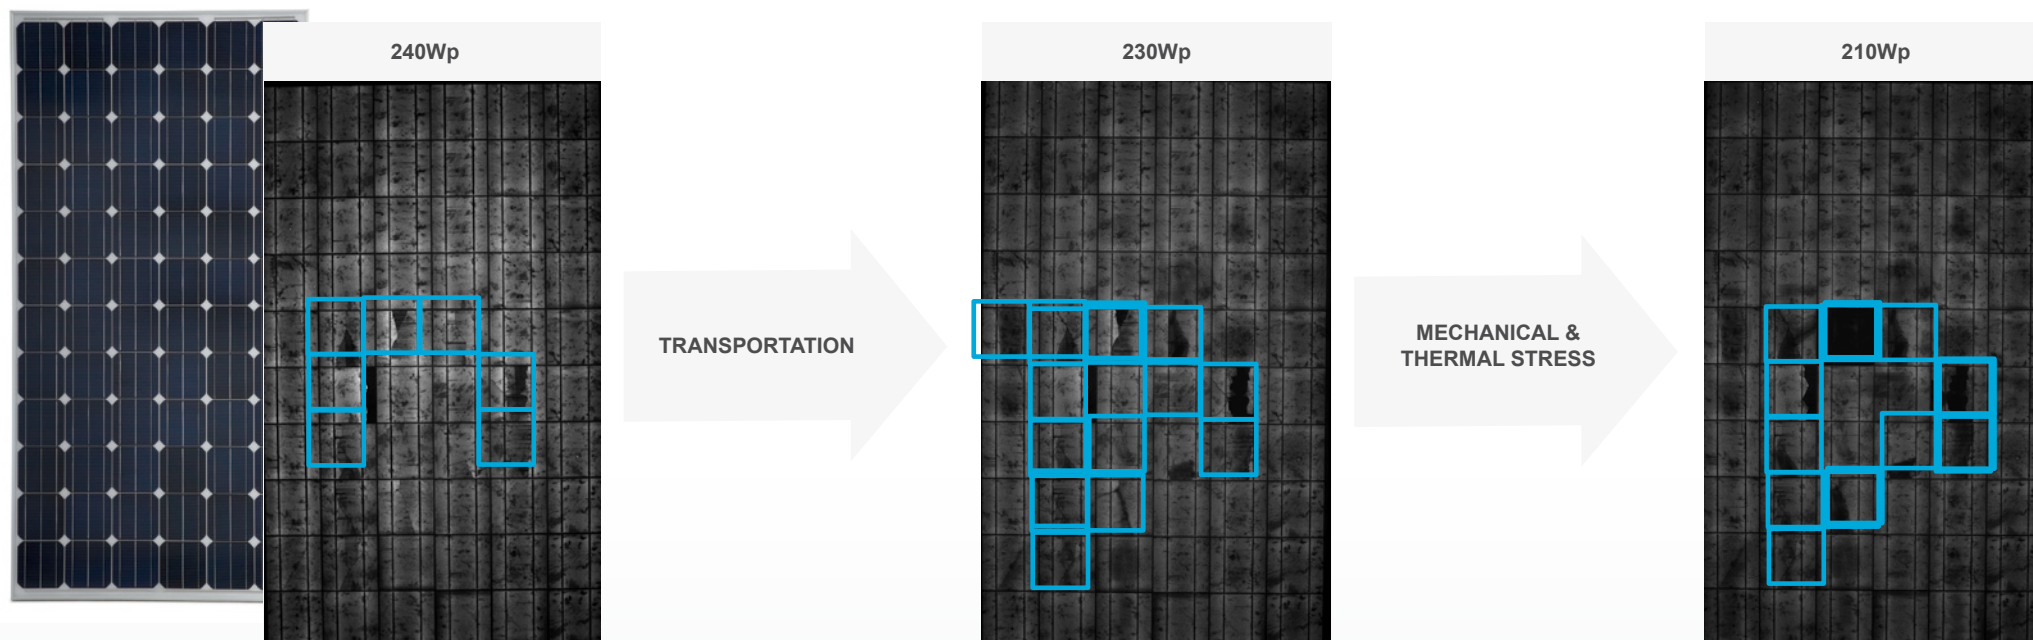 240Wp
230Wp
210Wp
TRANSPORTATION
MECHANICAL &
THERMAL STRESS